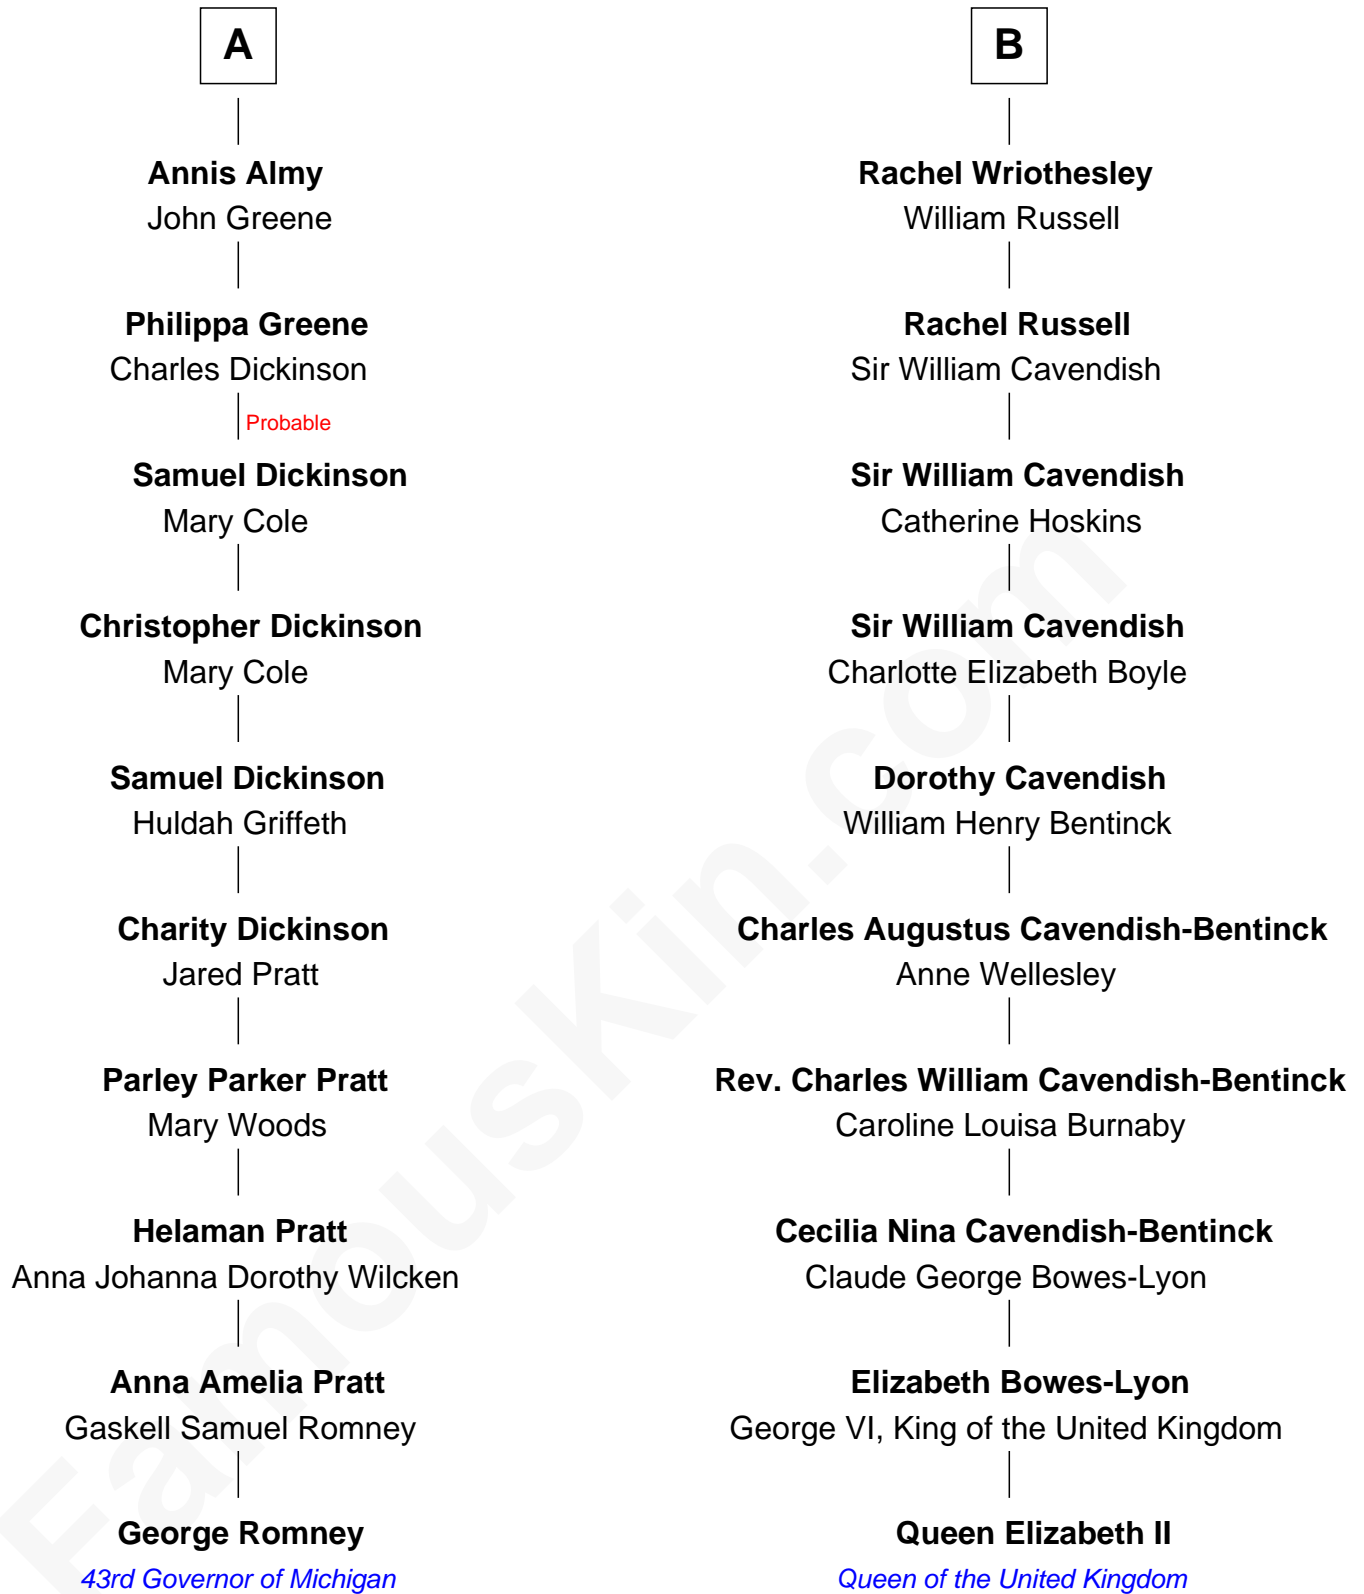 A
Annis Almy
John Greene
Philippa Greene
Charles Dickinson
Probable
Samuel Dickinson
Mary Cole
Christopher Dickinson
Mary Cole
Samuel Dickinson
Huldah Griffeth
Charity Dickinson
Jared Pratt
Parley Parker Pratt
Mary Woods
Helaman Pratt
Anna Johanna Dorothy Wilcken
Anna Amelia Pratt
Gaskell Samuel Romney
George Romney
43rd Governor of Michigan
B
Rachel Wriothesley
William Russell
Rachel Russell
Sir William Cavendish
Sir William Cavendish
Catherine Hoskins
Sir William Cavendish
Charlotte Elizabeth Boyle
Dorothy Cavendish
William Henry Bentinck
Charles Augustus Cavendish-Bentinck
Anne Wellesley
Rev. Charles William Cavendish-Bentinck
Caroline Louisa Burnaby
Cecilia Nina Cavendish-Bentinck
Claude George Bowes-Lyon
Elizabeth Bowes-Lyon
George VI, King of the United Kingdom
Queen Elizabeth II
Queen of the United Kingdom
FamousKin.com